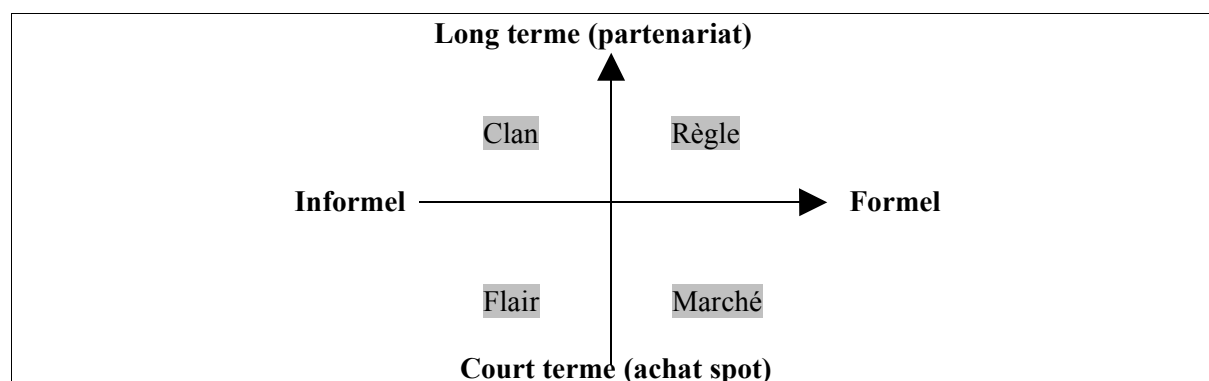 Long terme (partenariat)
Clan Règle
Informel Formel
Flair Marché
Court terme (achat spot)